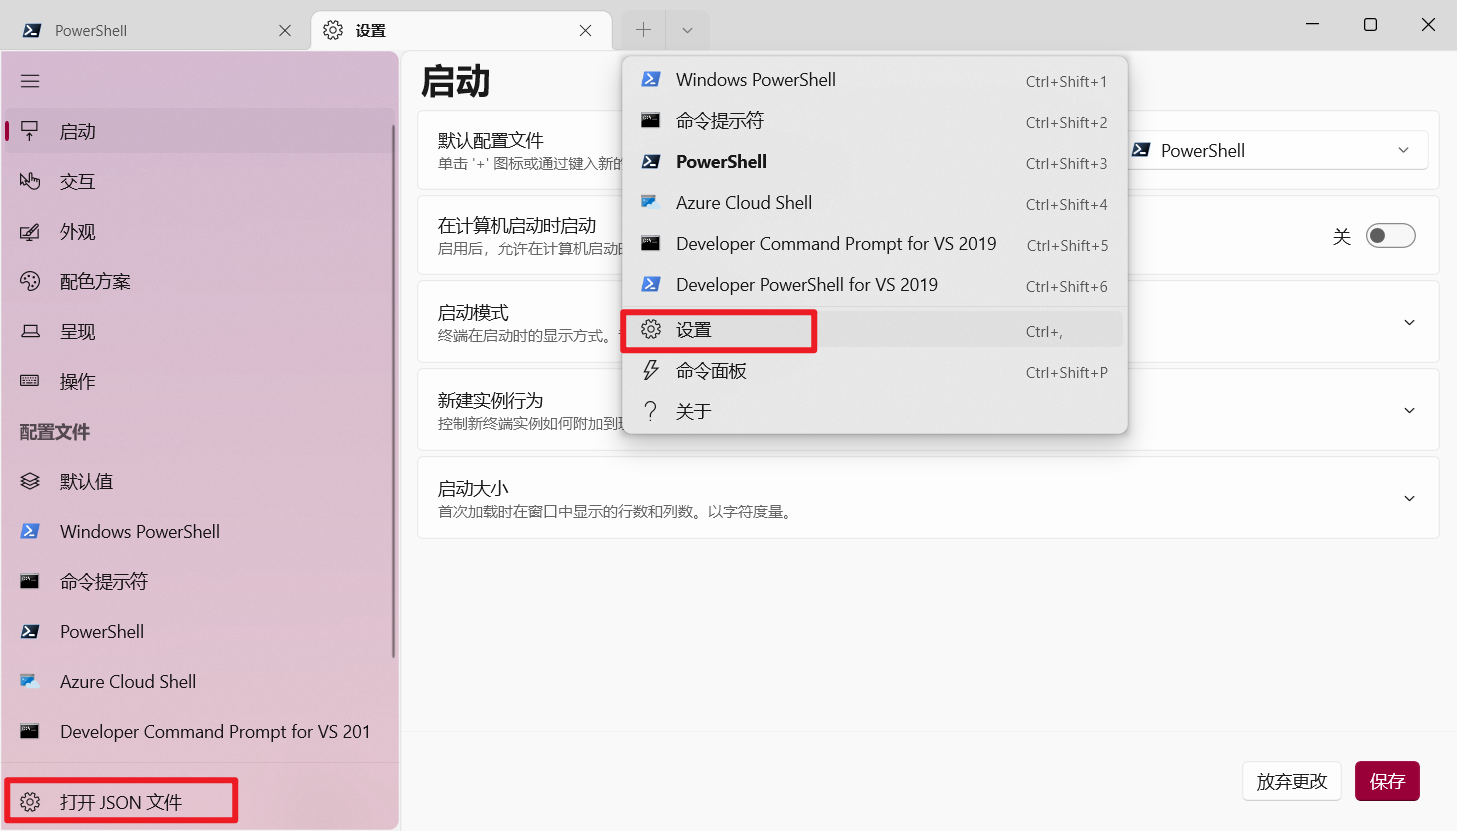 PowerShell
设置
启动
交互
外观
配色方案
呈现
操作
配置文件
默认值
Windows PowerShell
命令提示符
PowerShell
Azure Cloud Shell
Developer Command Prompt for VS 201
打开 JSON 文件
启动
默认配置文件
单击 '+' 图标或通过键入新的
PowerShell
在计算机启动时启动
启用后，允许在计算机启动
关
启动模式
终端在启动时的显示方式。
新建实例行为
控制新终端实例如何附加到
启动大小
首次加载时在窗口中显示的行数和列数。以字符度量。
Windows PowerShell Ctrl+Shift+1
命令提示符 Ctrl+Shift+2
PowerShell Ctrl+Shift+3
Azure Cloud Shell Ctrl+Shift+4
Developer Command Prompt for VS 2019 Ctrl+Shift+5
Developer PowerShell for VS 2019 Ctrl+Shift+6
设置 Ctrl+,
命令面板 Ctrl+Shift+P
关于
放弃更改
保存